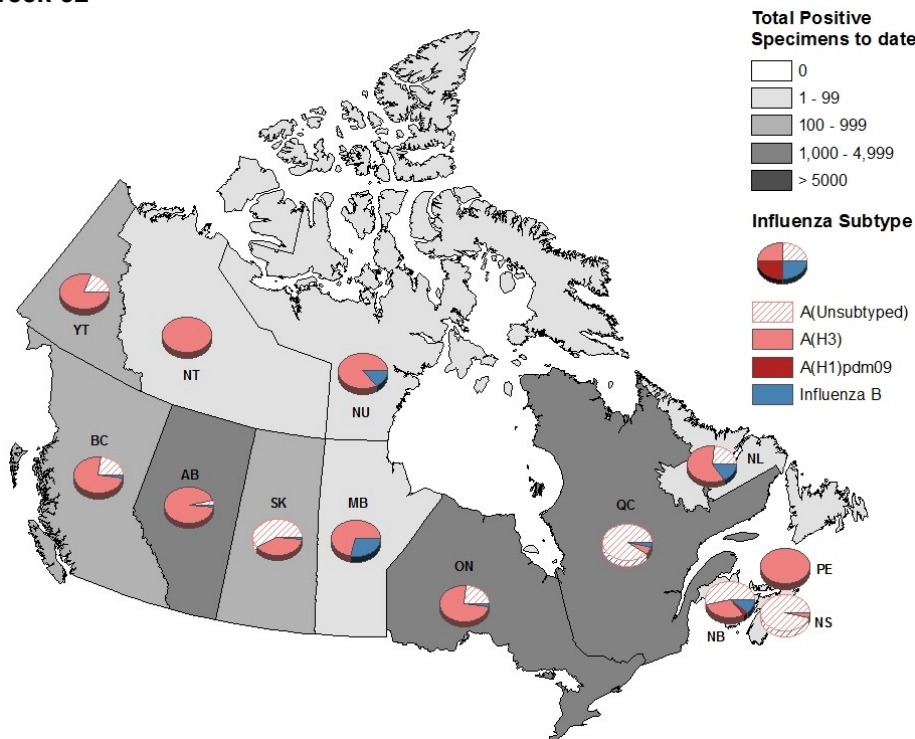 Total Positive
Specimens to date
0
1 - 99
100 - 999
1,000 - 4,999
> 5000
Influenza Subtype
A(Unsubtyped)
A(H3)
A(H1)pdm09
Influenza B
YT
NT
NU
BC
AB
SK
MB
ON
QC
NL
PE
NB
NS